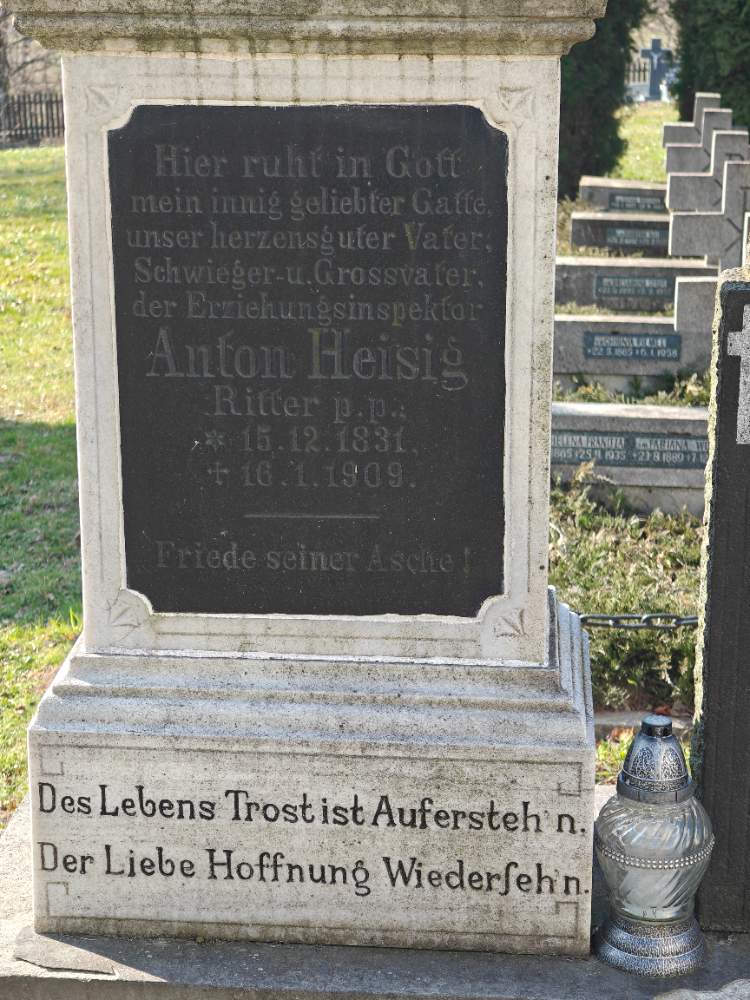 Hier ruht in Gott
mein innig geliebter Gatte,
unser herzensguter Vater,
Schwieger-u. Grossvater,
der Erziehungsinspektor
Anton Heisig
Ritter p.p.
* 15.12.1831.
✝ 16.1.1909.
Friede seiner Asche!
Des Lebens Trost ist Aufersteh'n.
Der Liebe Hoffnung Wiederſeh'n.